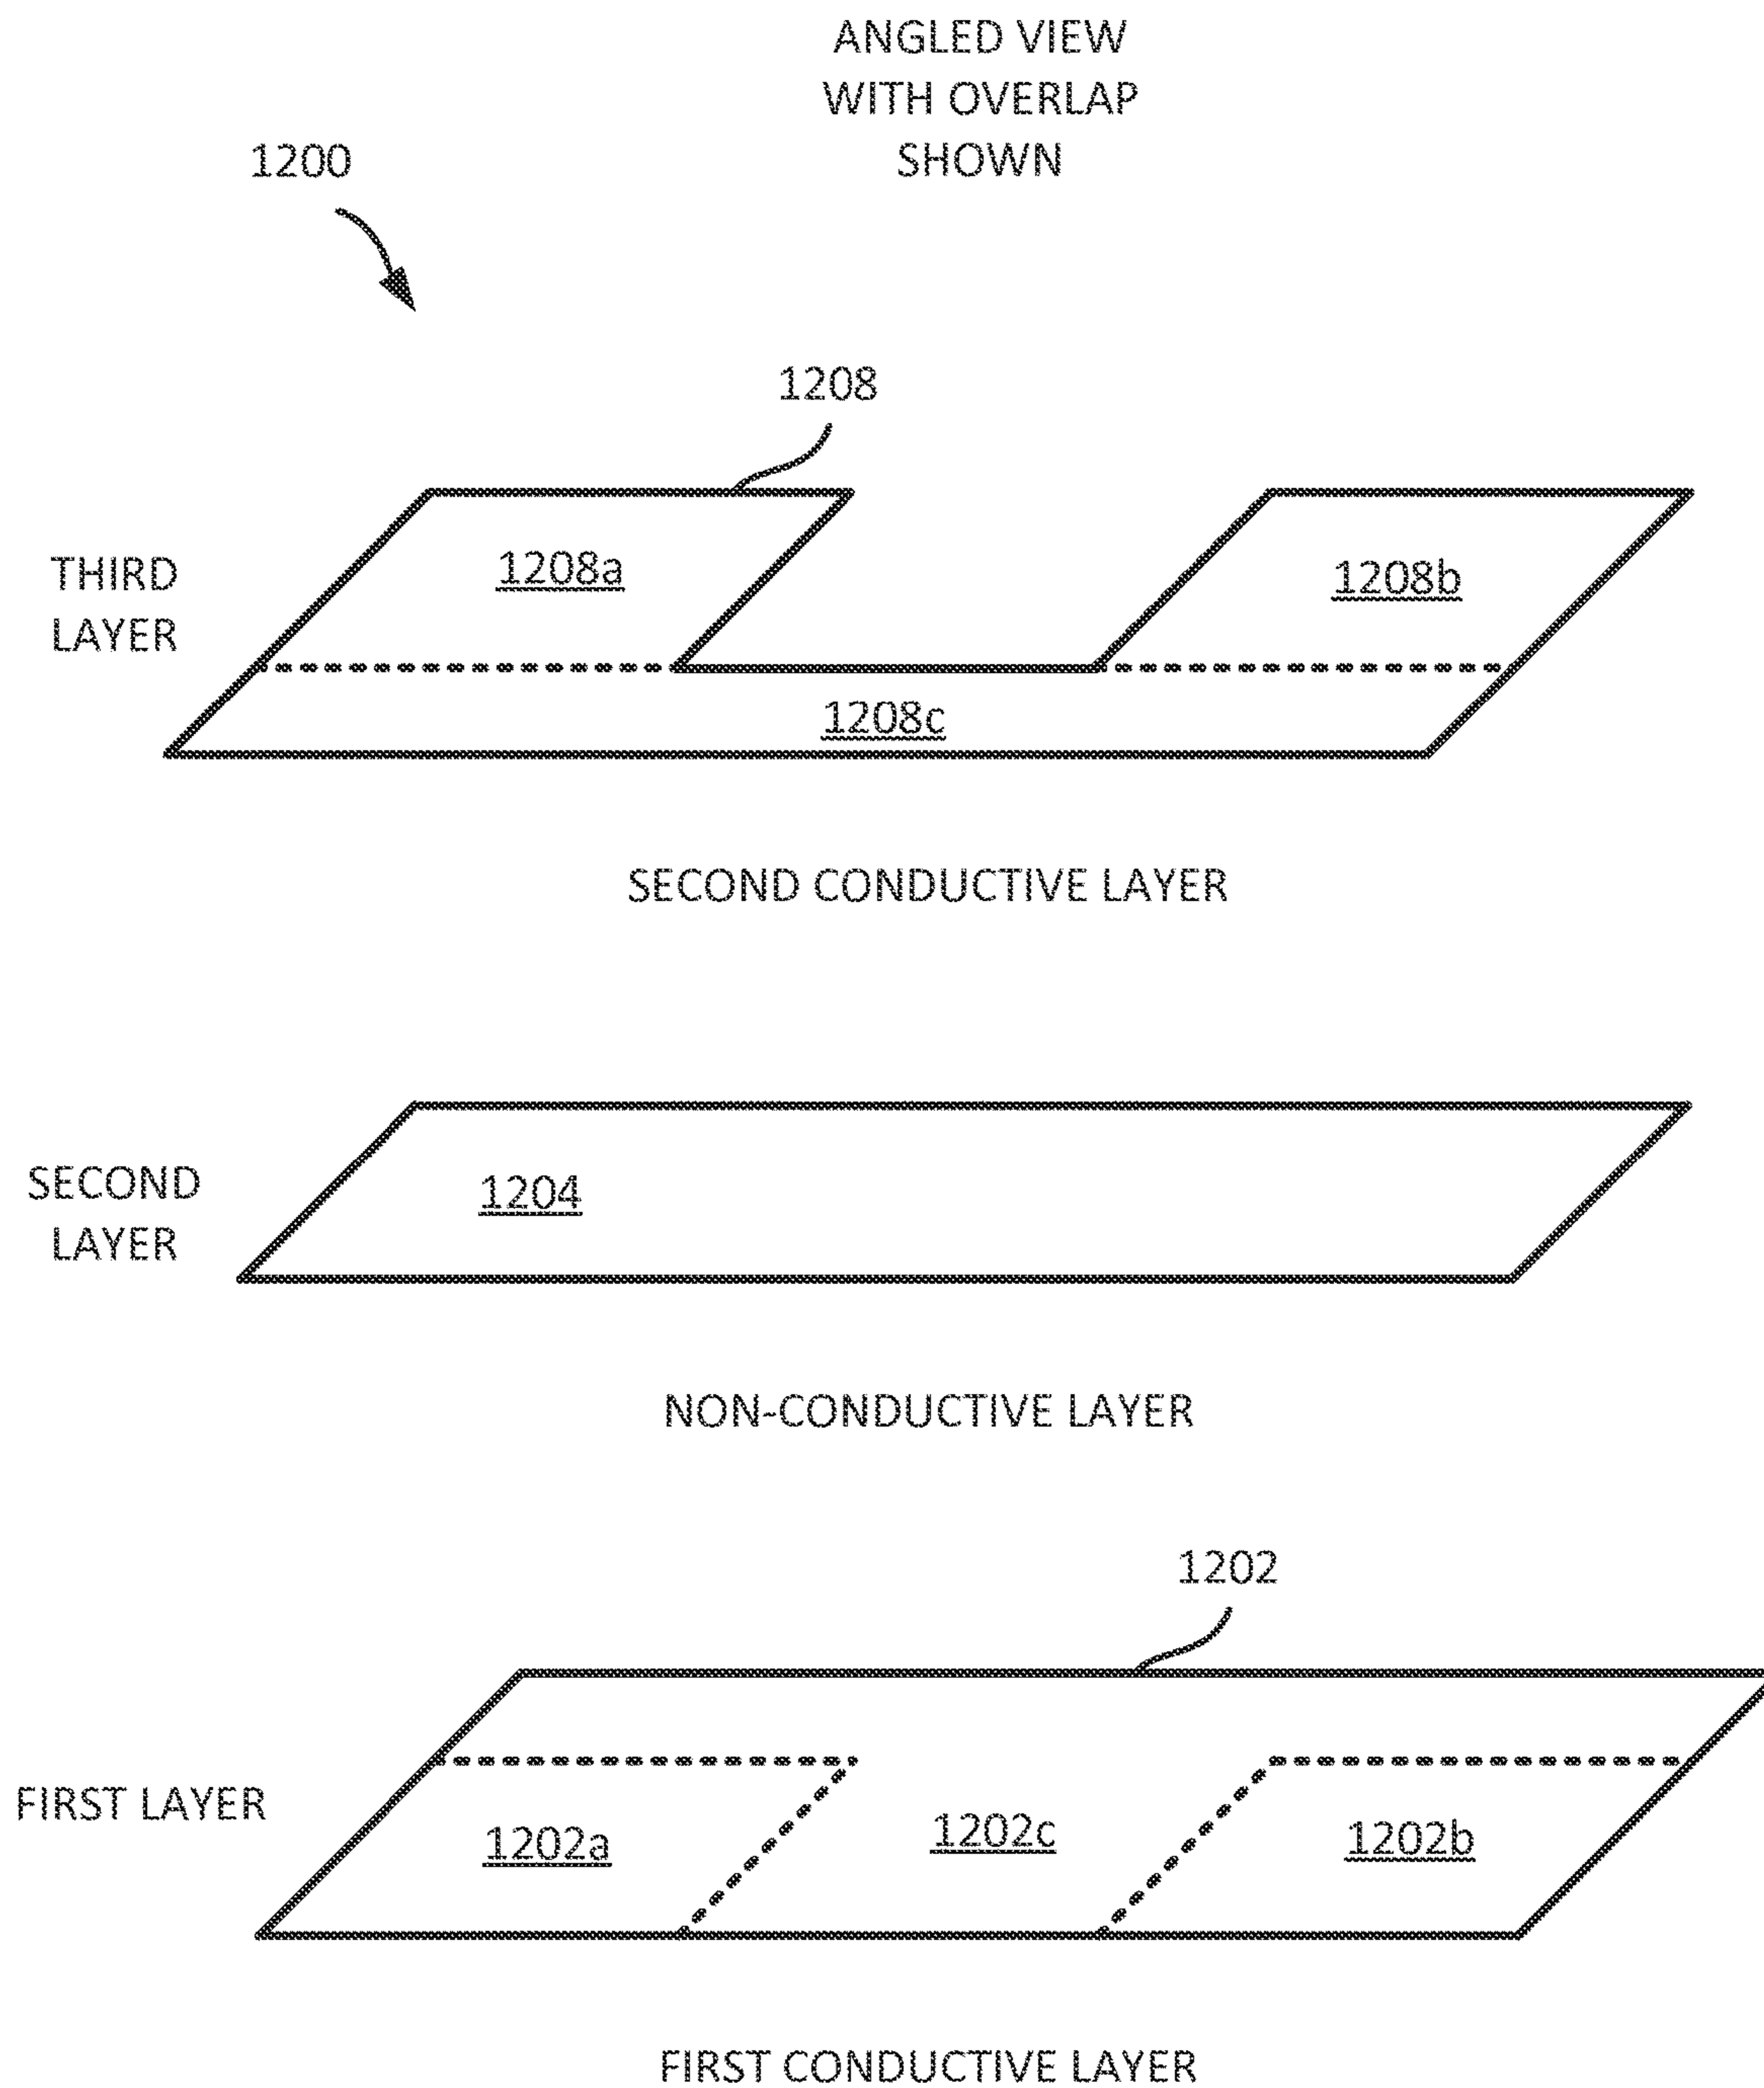 ANGLED VIEW
WITH OVERLAP
SHOWN
1200
1208
THIRD
LAYER
1208a
1208b
1208c
SECOND CONDUCTIVE LAYER
SECOND
LAYER
1204
NON-CONDUCTIVE LAYER
1202
FIRST LAYER
1202a
1202c
1202b
FIRST CONDUCTIVE LAYER